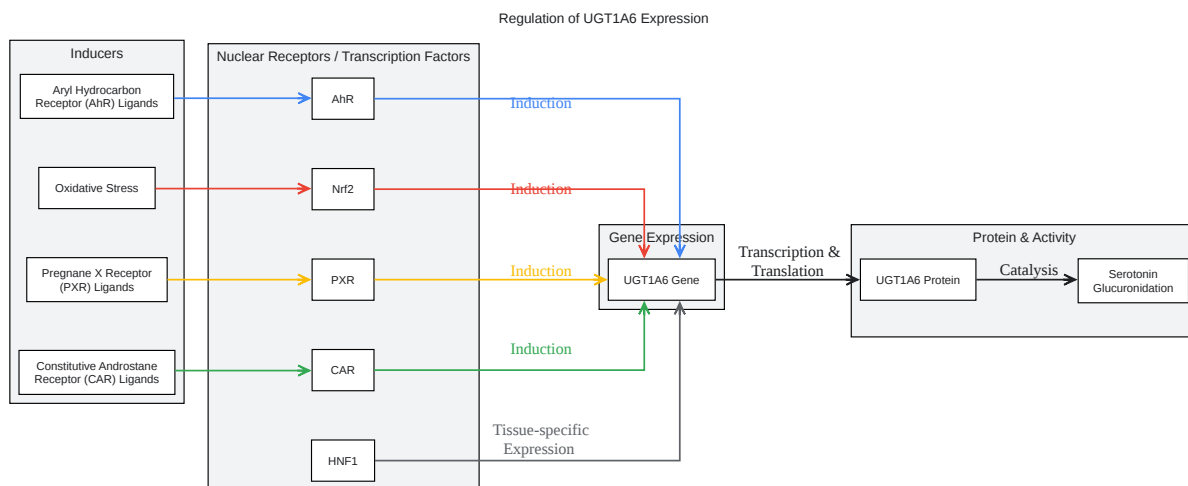 Regulation of UGT1A6 Expression
Inducers
Aryl Hydrocarbon
Receptor (AhR) Ligands
Oxidative Stress
Pregnane X Receptor
(PXR) Ligands
Constitutive Androstane
Receptor (CAR) Ligands
Nuclear Receptors / Transcription Factors
AhR
Nrf2
PXR
CAR
HNF1
Induction
Induction
Induction
Induction
Tissue-specific
Expression
Gene Expression
UGT1A6 Gene
Transcription &
Translation
Protein & Activity
UGT1A6 Protein
Catalysis
Serotonin
Glucuronidation